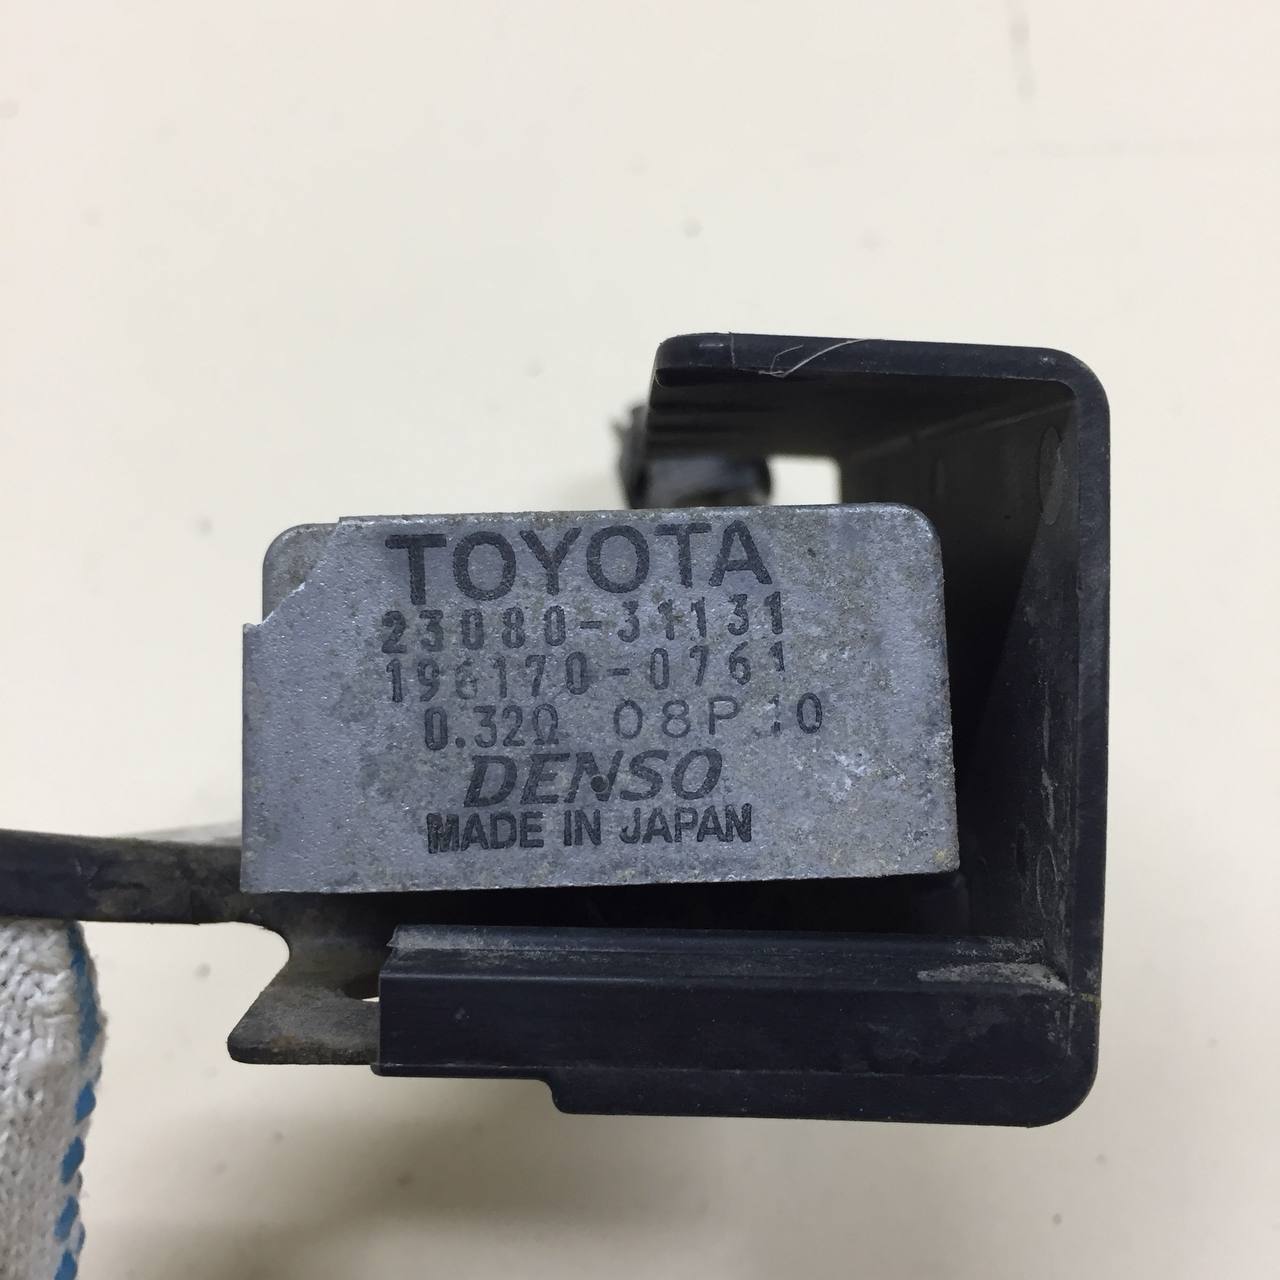 TOYOTA
23080-31131
196170-0761
0.32Ω 08P10
DENSO
MADE IN JAPAN